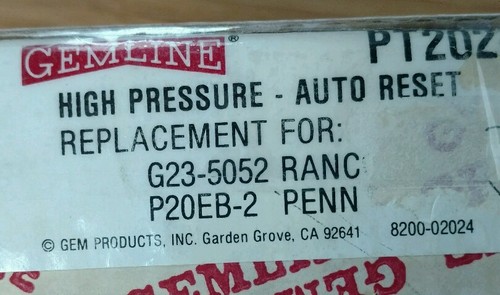 GEMLINE® PT202
HIGH PRESSURE - AUTO RESET
REPLACEMENT FOR:
G23-5052 RANC
P20EB-2 PENN
© GEM PRODUCTS, INC. Garden Grove, CA 92641 8200-02024